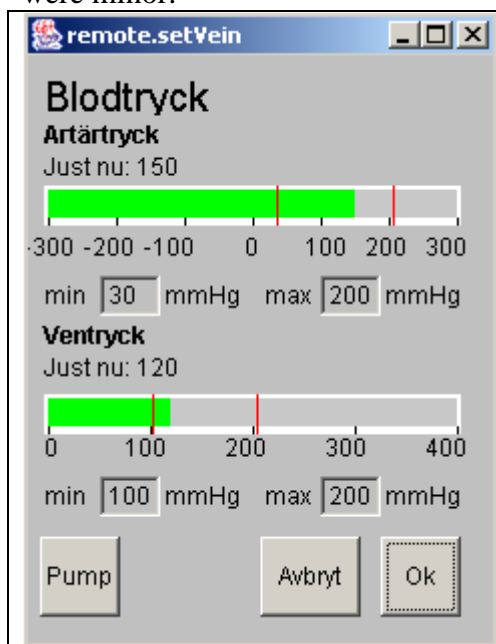 were minor.
remote.setVein
Blodtryck
Artärtryck
Just nu: 150
-300 -200 -100 0 100 200 300
min 30 mmHg max 200 mmHg
Ventryck
Just nu: 120
0 100 200 300 400
min 100 mmHg max 200 mmHg
Pump Avbryt Ok